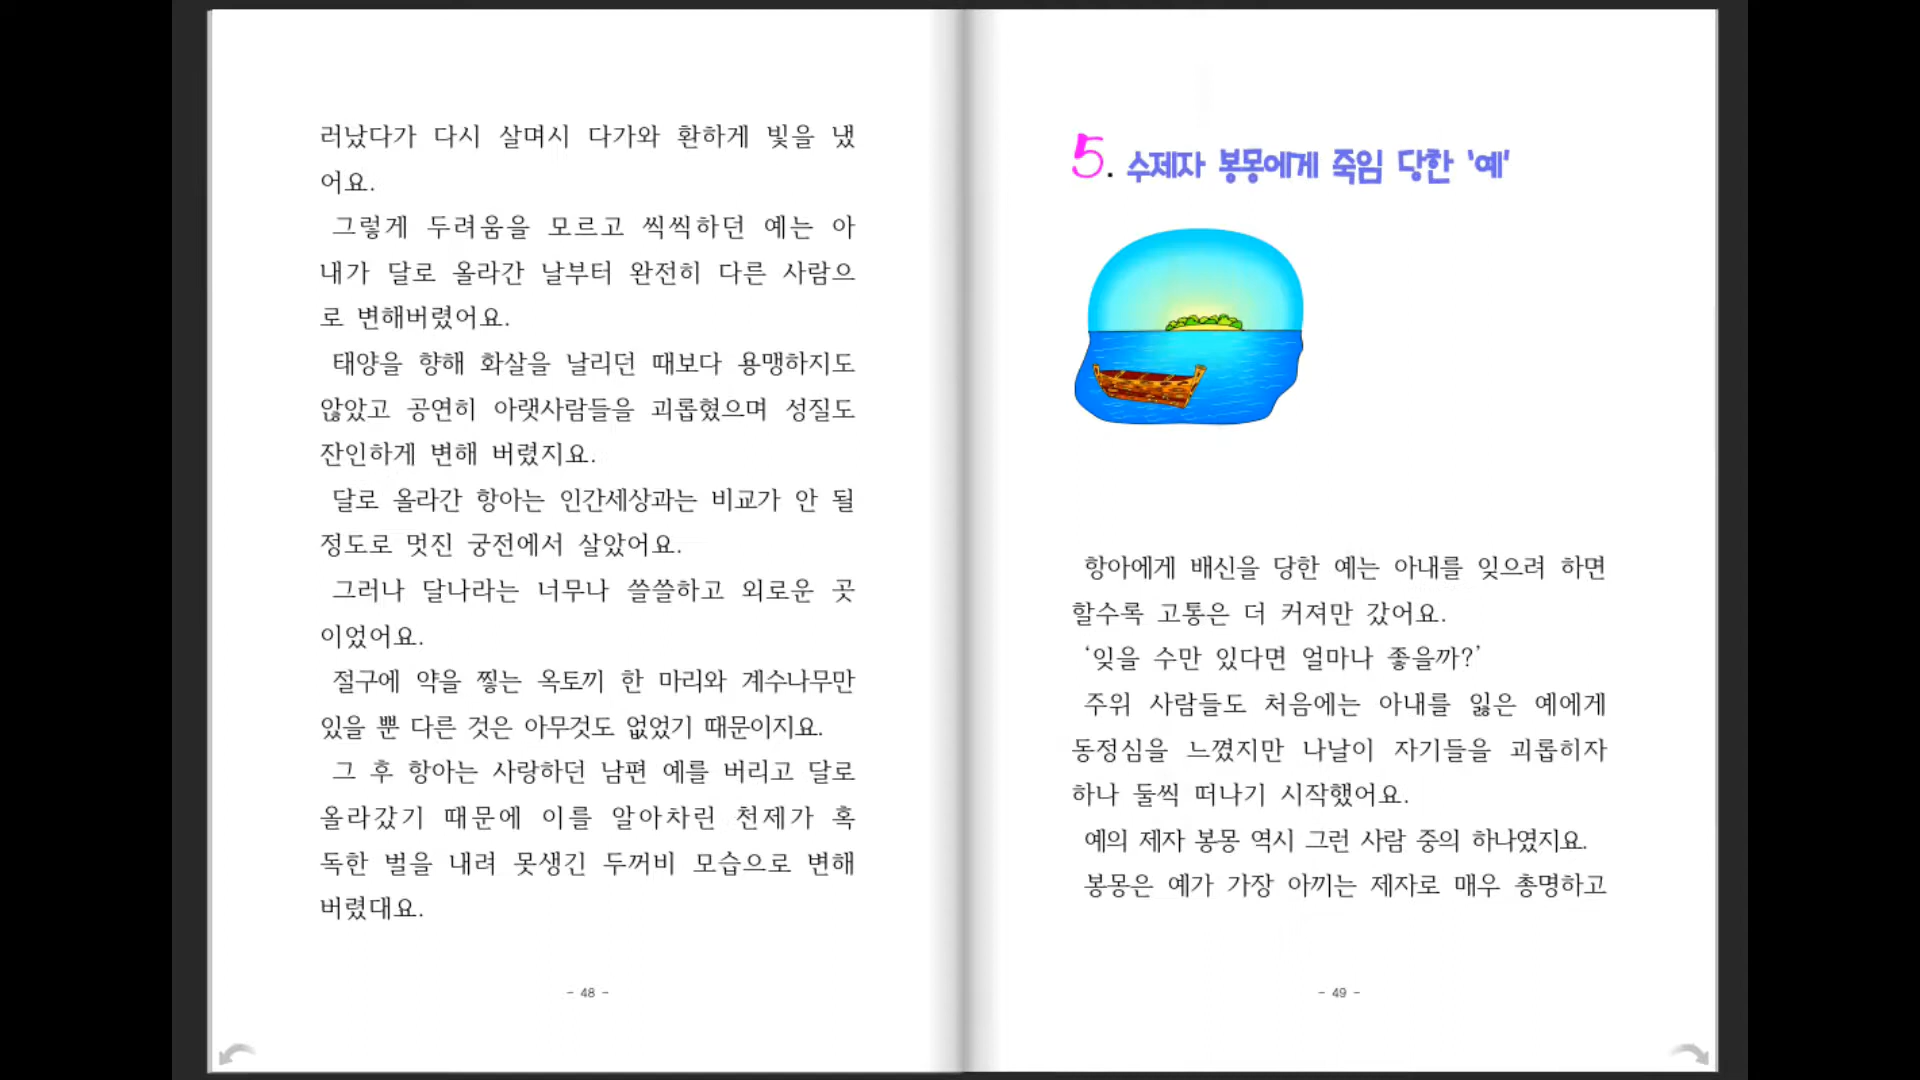 러났다가 다시 살며시 다가와 환하게 빛을 냈
어요.
그렇게 두려움을 모르고 씩씩하던 예는 아
내가 달로 올라간 날부터 완전히 다른 사람으
로 변해버렸어요.
태양을 향해 화살을 날리던 때보다 용맹하지도
않았고 공연히 아랫사람들을 괴롭혔으며 성질도
잔인하게 변해 버렸지요.
달로 올라간 항아는 인간세상과는 비교가 안 될
정도로 멋진 궁전에서 살았어요.
그러나 달나라는 너무나 쓸쓸하고 외로운 곳
이었어요.
절구에 약을 찧는 옥토끼 한 마리와 계수나무만
있을 뿐 다른 것은 아무것도 없었기 때문이지요.
그 후 항아는 사랑하던 남편 예를 버리고 달로
올라갔기 때문에 이를 알아차린 천제가 혹
독한 벌을 내려 못생긴 두꺼비 모습으로 변해
버렸대요.
- 48 -
5. 수제자 봉몽에게 죽임 당한 '예'
항아에게 배신을 당한 예는 아내를 잊으려 하면
할수록 고통은 더 커져만 갔어요.
‘잊을 수만 있다면 얼마나 좋을까?’
주위 사람들도 처음에는 아내를 잃은 예에게
동정심을 느꼈지만 나날이 자기들을 괴롭히자
하나 둘씩 떠나기 시작했어요.
예의 제자 봉몽 역시 그런 사람 중의 하나였지요.
봉몽은 예가 가장 아끼는 제자로 매우 총명하고
- 49 -